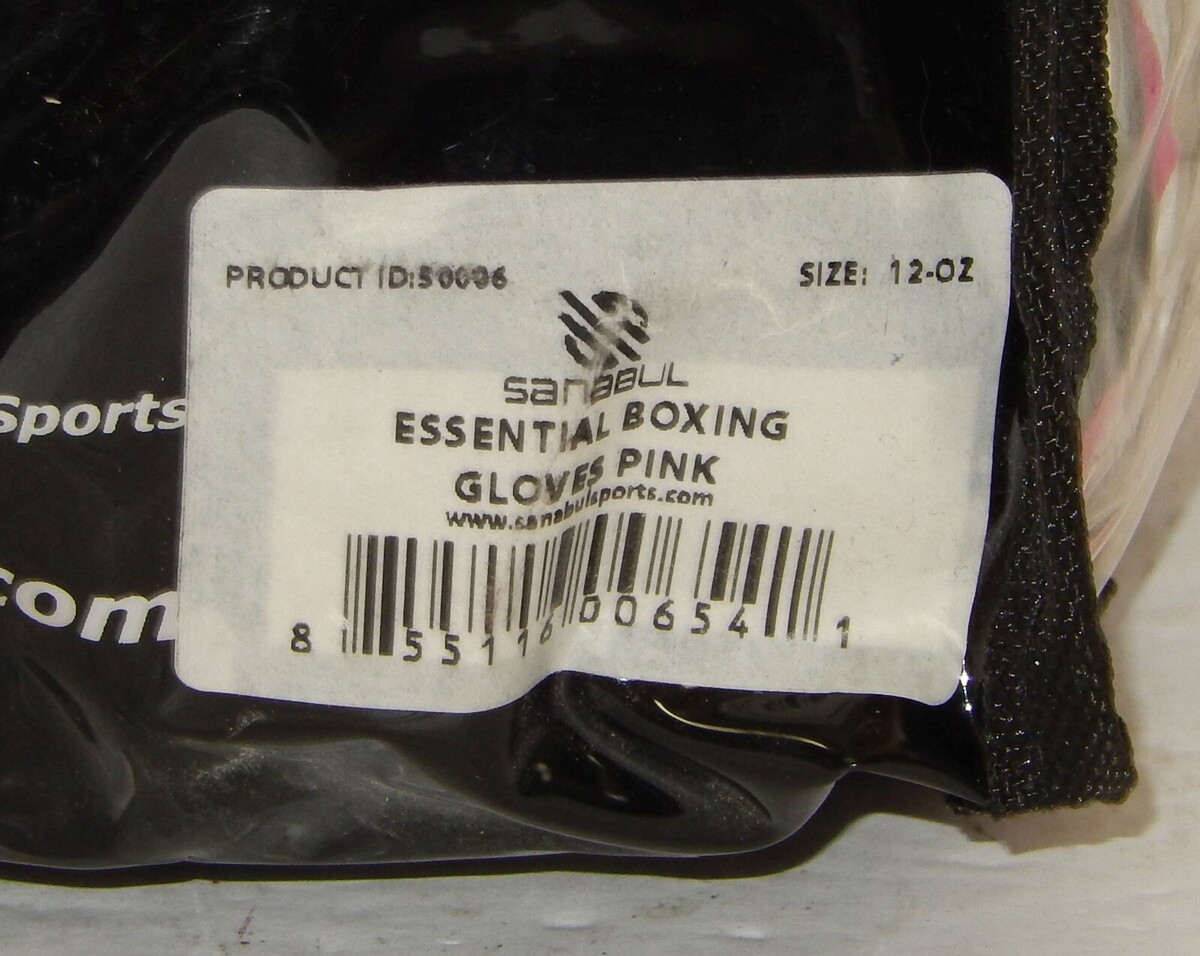 PRODUCT ID:50006
SIZE: 12-OZ
SANABUL
ESSENTIAL BOXING
GLOVES PINK
www.sanabulsports.com
8 55116 00654 1
sports
com